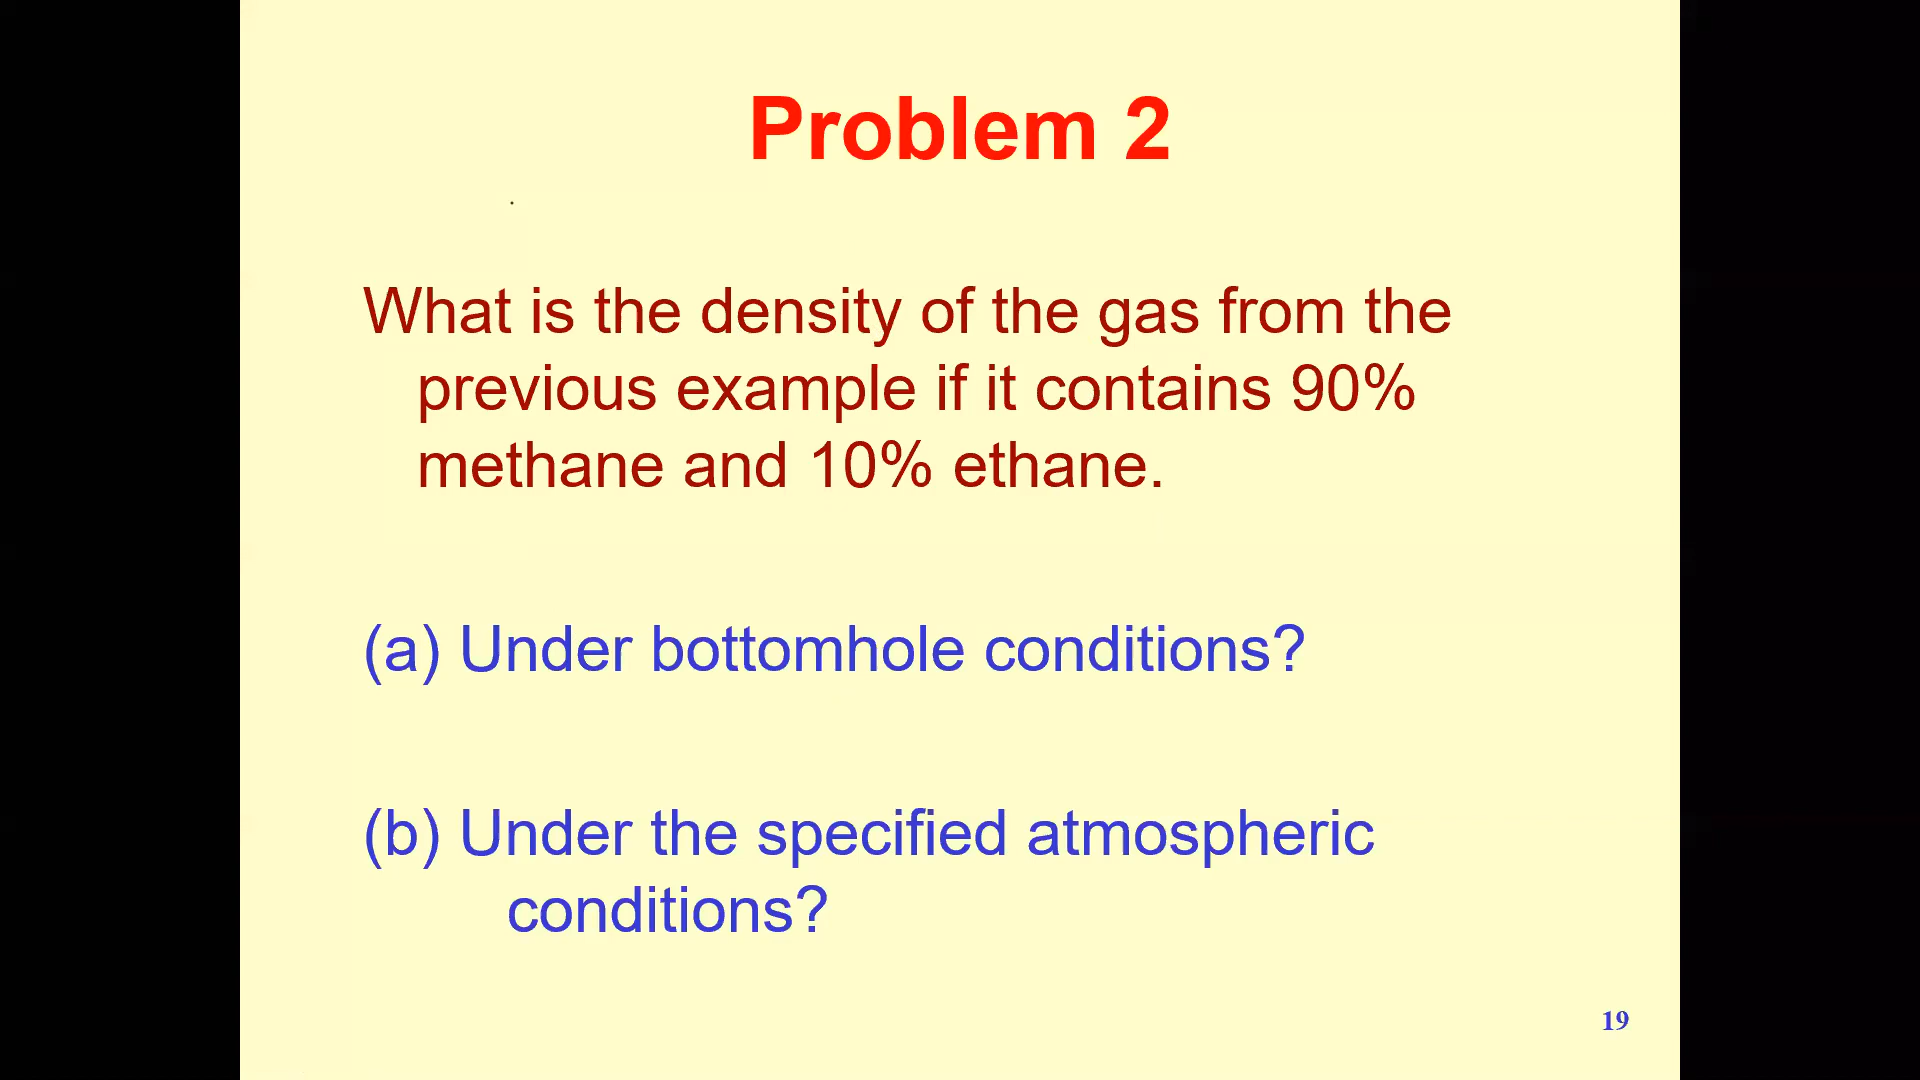 Problem 2
What is the density of the gas from the
previous example if it contains 90%
methane and 10% ethane.
(a) Under bottomhole conditions?
(b) Under the specified atmospheric
conditions?
19